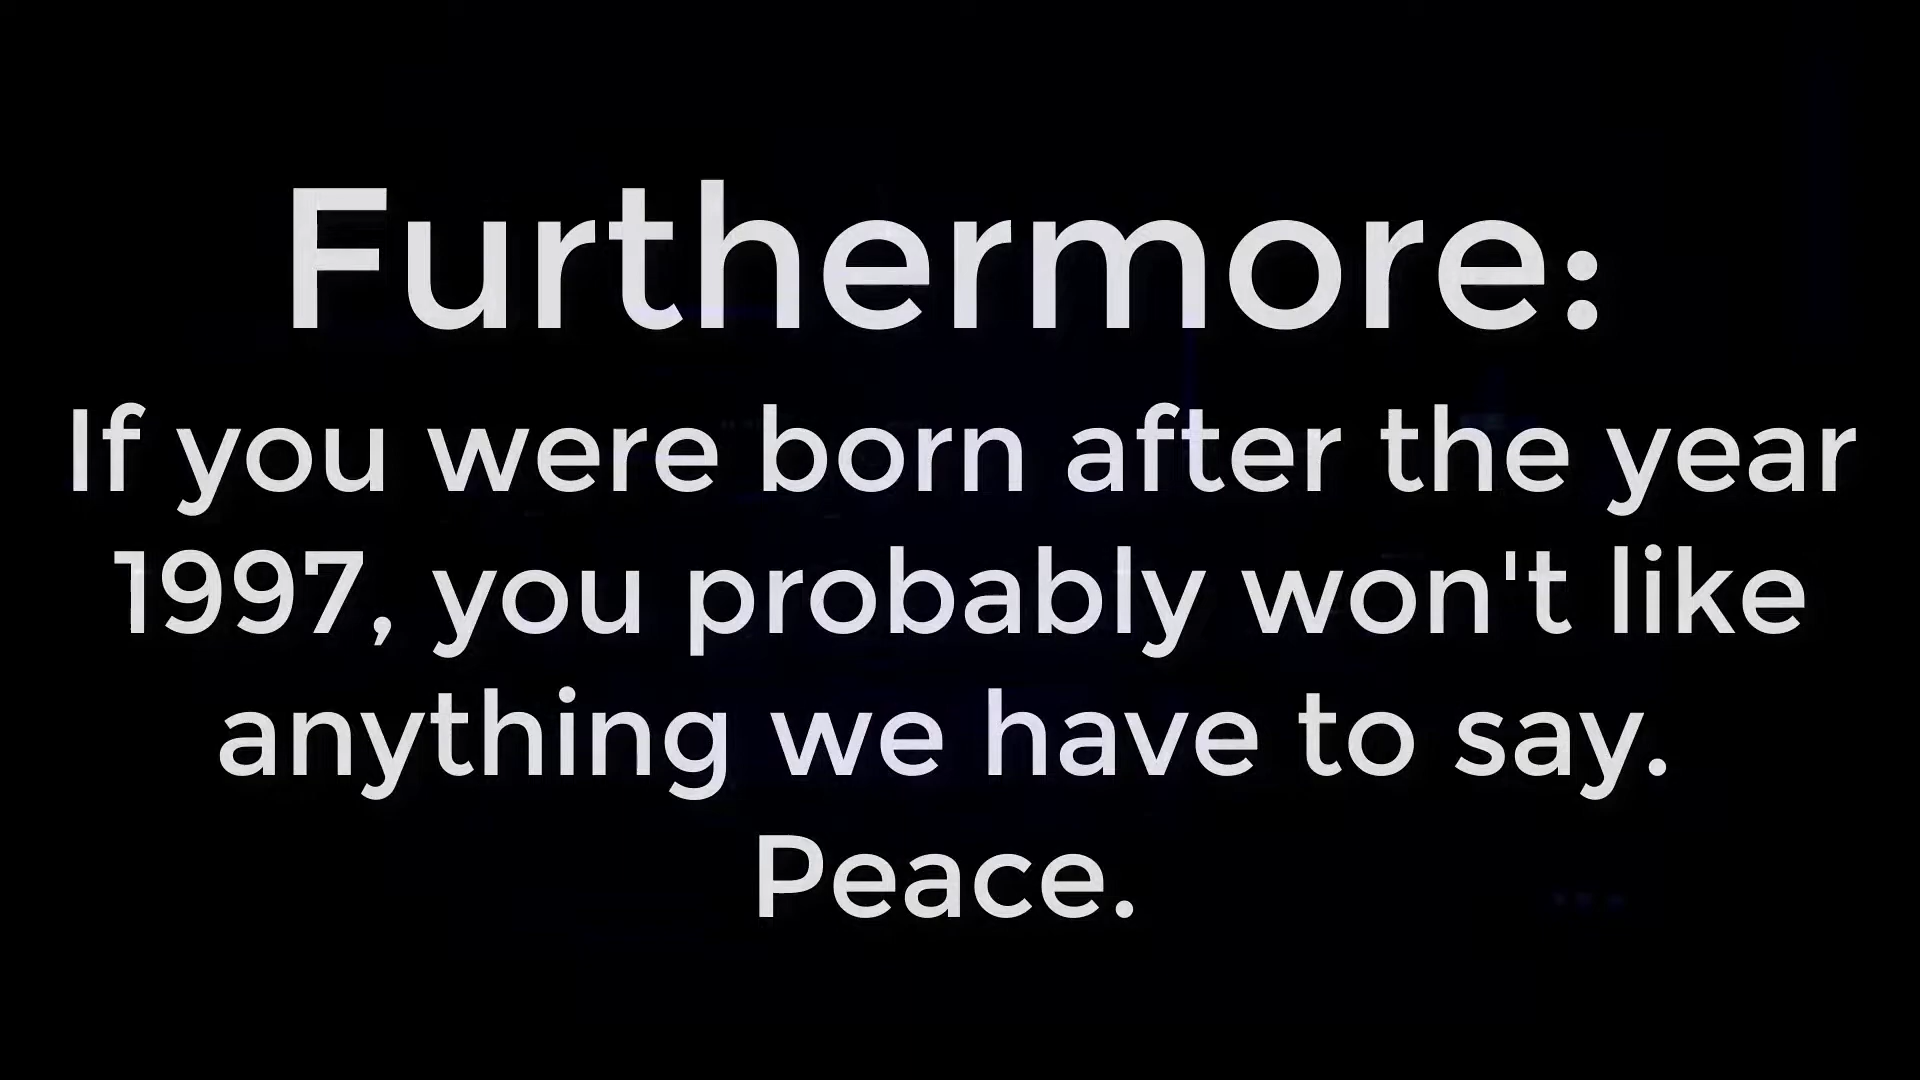 Furthermore:
If you were born after the year
1997, you probably won't like
anything we have to say.
Peace.